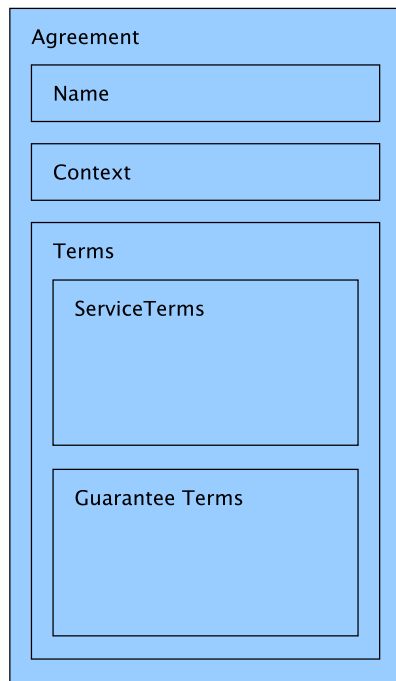 Agreement
Name
Context
Terms
ServiceTerms
Guarantee Terms